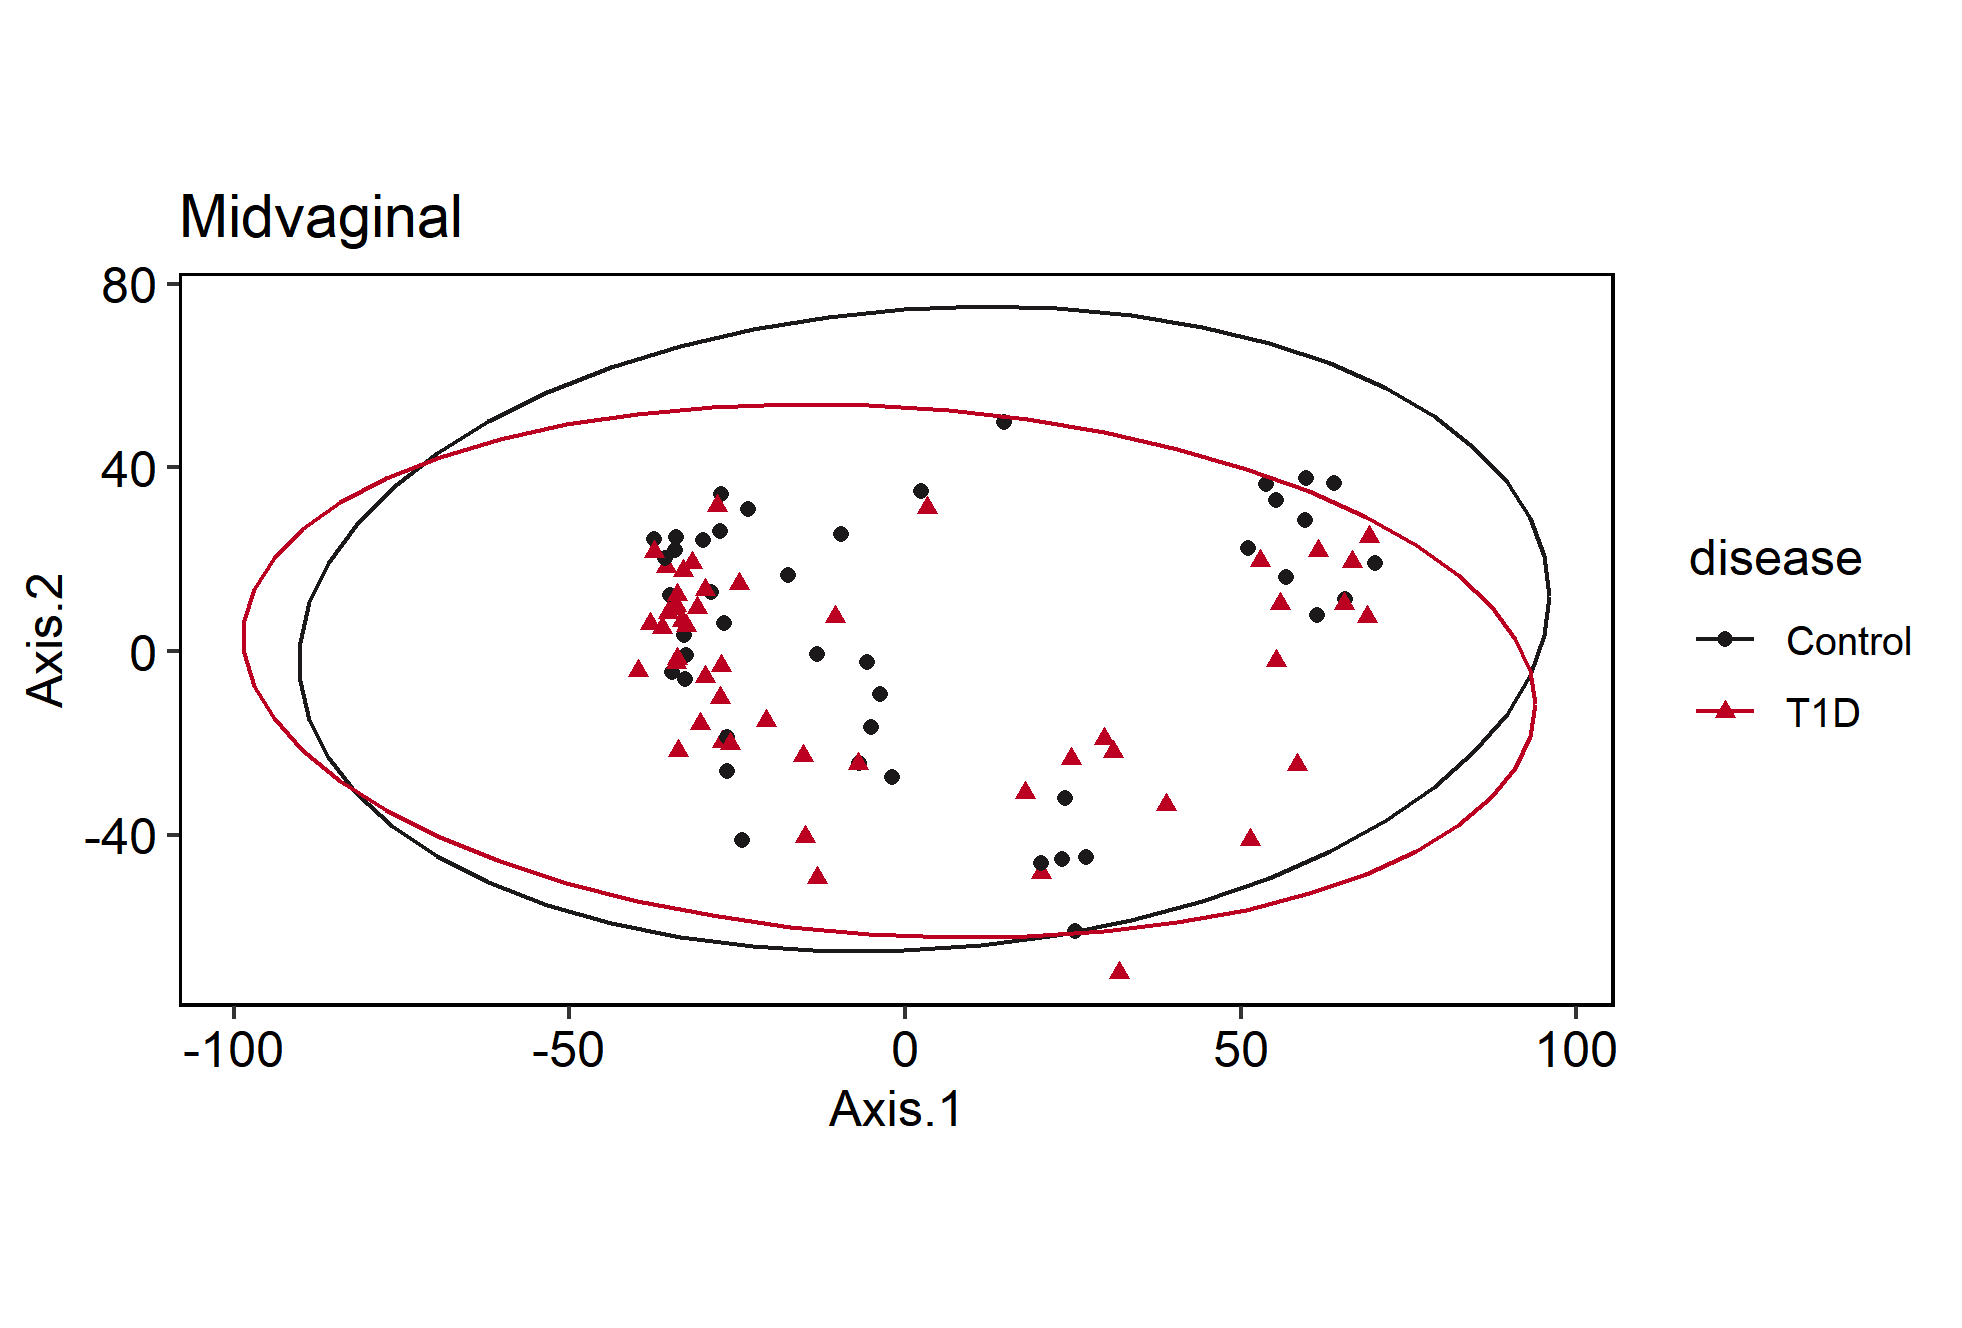 Midvaginal
80
40
0
-40
Axis.2
-100 -50 0 50 100
Axis.1
disease
Control
T1D